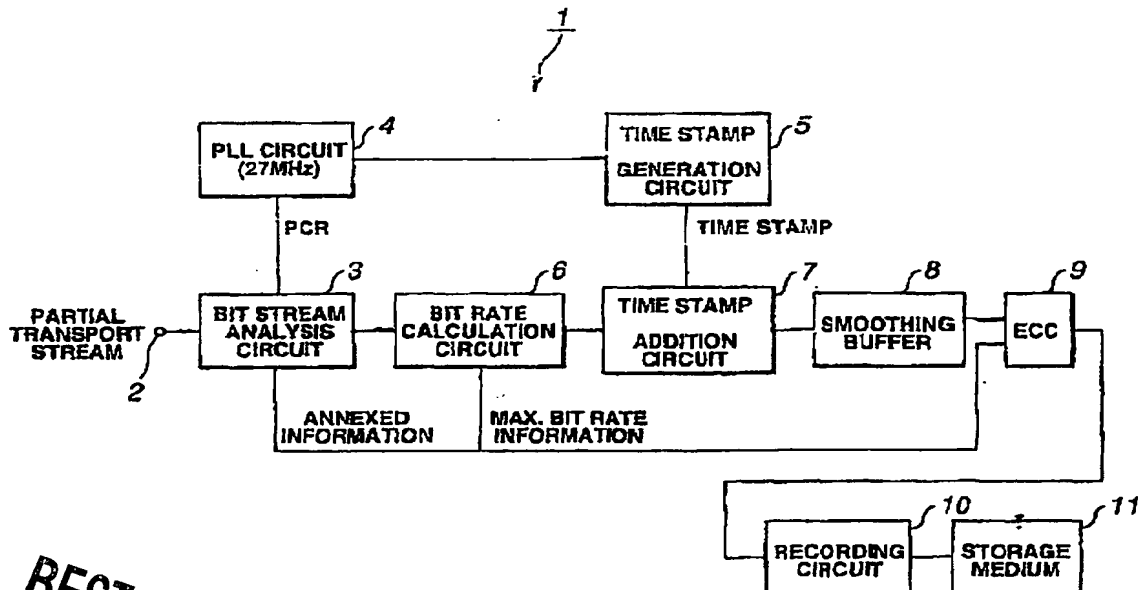 1
PLL CIRCUIT
(27MHz)
4
TIME STAMP
GENERATION
CIRCUIT
5
PCR
TIME STAMP
PARTIAL
TRANSPORT
STREAM
2
BIT STREAM
ANALYSIS
CIRCUIT
3
BIT RATE
CALCULATION
CIRCUIT
6
TIME STAMP
ADDITION
CIRCUIT
7
SMOOTHING
BUFFER
8
ECC
9
ANNEXED
INFORMATION
MAX. BIT RATE
INFORMATION
RECORDING
CIRCUIT
10
STORAGE
MEDIUM
11
BEST